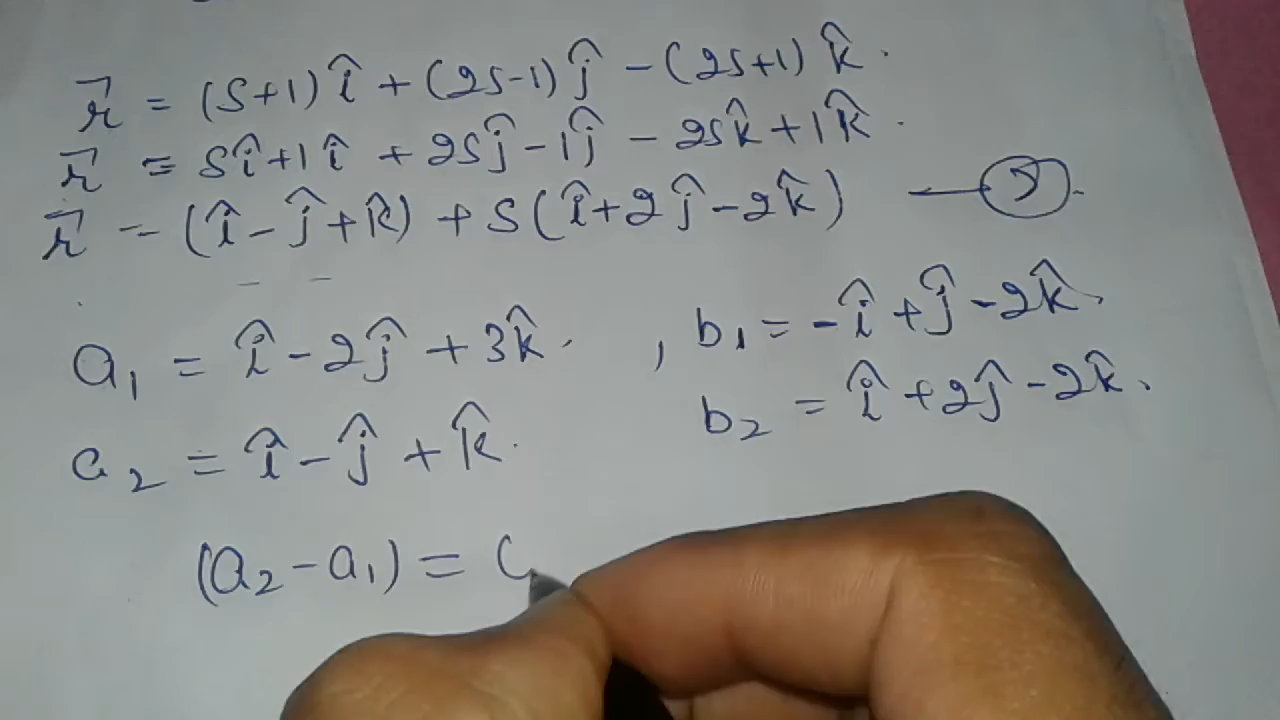 r⃗ = (S+1)î + (2S-1)ĵ - (2S+1)k̂.
r⃗ = Sî+1î + 2Sĵ-1ĵ - 2Sk̂+1k̂.
r⃗ = (î-ĵ+k̂) + S(î+2ĵ-2k̂)
a₁ = î-2ĵ+3k̂. , b₁ = -î+ĵ-2k̂.
a₂ = î-ĵ+k̂. b₂ = î+2ĵ-2k̂.
(a₂-a₁) = (